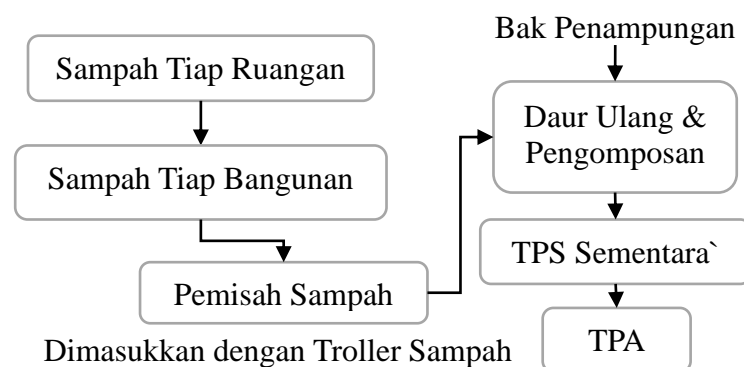 Sampah Tiap Ruangan
Sampah Tiap Bangunan
Pemisah Sampah
Dimasukkan dengan Troller Sampah
Bak Penampungan
Daur Ulang &
Pengomposan
TPS Sementara`
TPA